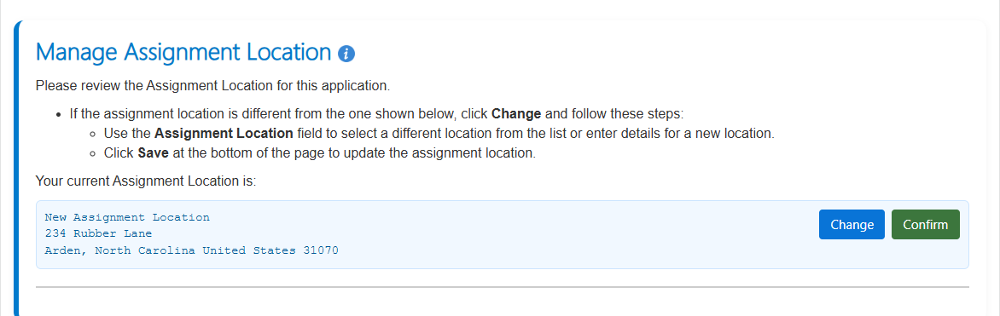 Manage Assignment Location i
Please review the Assignment Location for this application.
• If the assignment location is different from the one shown below, click Change and follow these steps:
◦ Use the Assignment Location field to select a different location from the list or enter details for a new location.
◦ Click Save at the bottom of the page to update the assignment location.
Your current Assignment Location is:
New Assignment Location
234 Rubber Lane
Arden, North Carolina United States 31070
Change Confirm